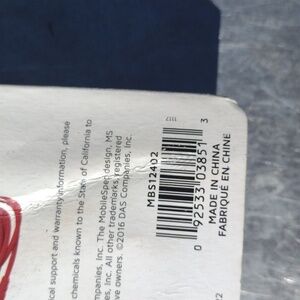 ical support and warranty information, please
chemicals known to the State of California to
mpanies, Inc. The MobileSpec design, MS
es, Inc. All other trademarks registered
ive owners. ©2016 DAS Companies, Inc.
MBS12402
0 92533 03851 3
MADE IN CHINA
FABRIQUÉ EN CHINE